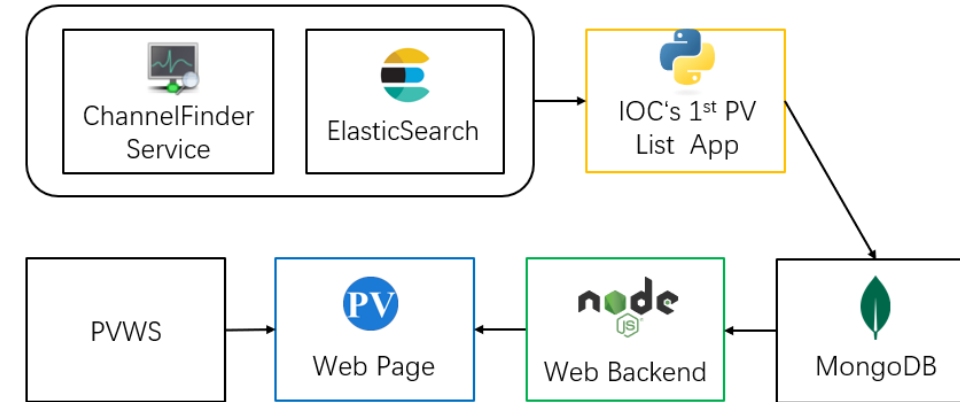 ChannelFinder
Service
ElasticSearch
IOC‘s 1st PV
List App
PVWS
PV
Web Page
node
JS
Web Backend
MongoDB